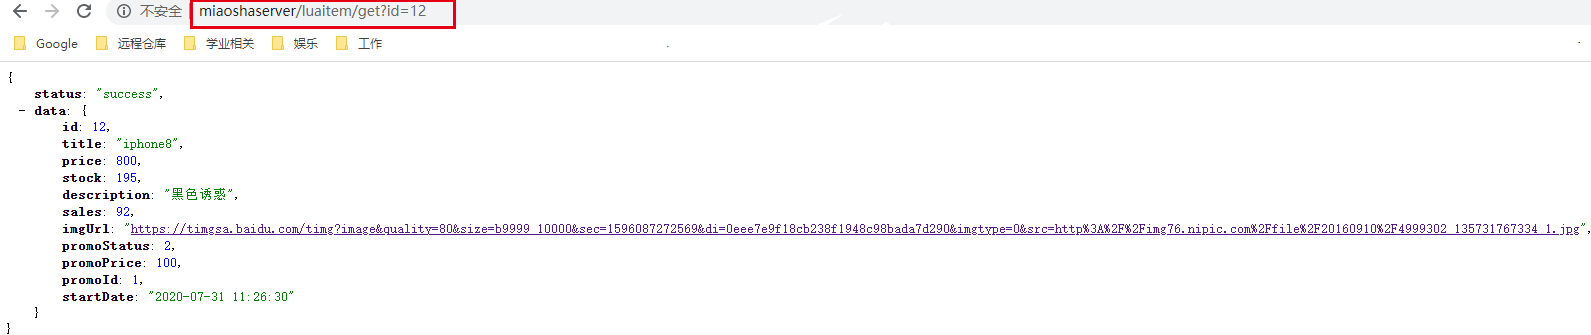 不安全 miaoshaserver/luaitem/get?id=12
Google 远程仓库 学业相关 娱乐 工作
{
status: "success",
- data: {
id: 12,
title: "iphone8",
price: 800,
stock: 195,
description: "黑色诱惑",
sales: 92,
imgUrl: "https://timgsa.baidu.com/timg?image&quality=80&size=b9999_10000&sec=1596087272569&di=0eee7e9f18cb238f1948c98bada7d290&imgtype=0&src=http%3A%2F%2Fimg76.nipic.com%2Ffile%2F20160910%2F4999302_135731767334_1.jpg",
promoStatus: 2,
promoPrice: 100,
promoId: 1,
startDate: "2020-07-31 11:26:30"
}
}